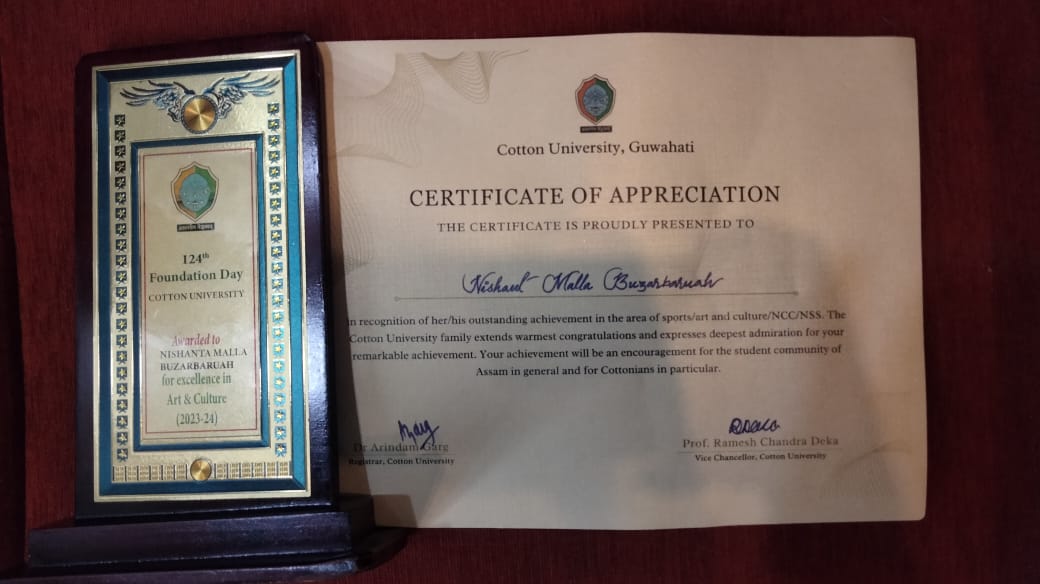 124th
Foundation Day
COTTON UNIVERSITY
Awarded to
NISHANTA MALLA
BUZARBARUAH
for excellence in
Art & Culture
(2023-24)
Cotton University, Guwahati
CERTIFICATE OF APPRECIATION
THE CERTIFICATE IS PROUDLY PRESENTED TO
Malla Buzarbaruah
in recognition of her/his outstanding achievement in the area of sports/art and culture/NCC/NSS. The
Cotton University family extends warmest congratulations and expresses deepest admiration for your
remarkable achievement. Your achievement will be an encouragement for the student community of
Assam in general and for Cottonians in particular.
Dr Arindam Garg
Registrar, Cotton University
Prof. Ramesh Chandra Deka
Vice Chancellor, Cotton University